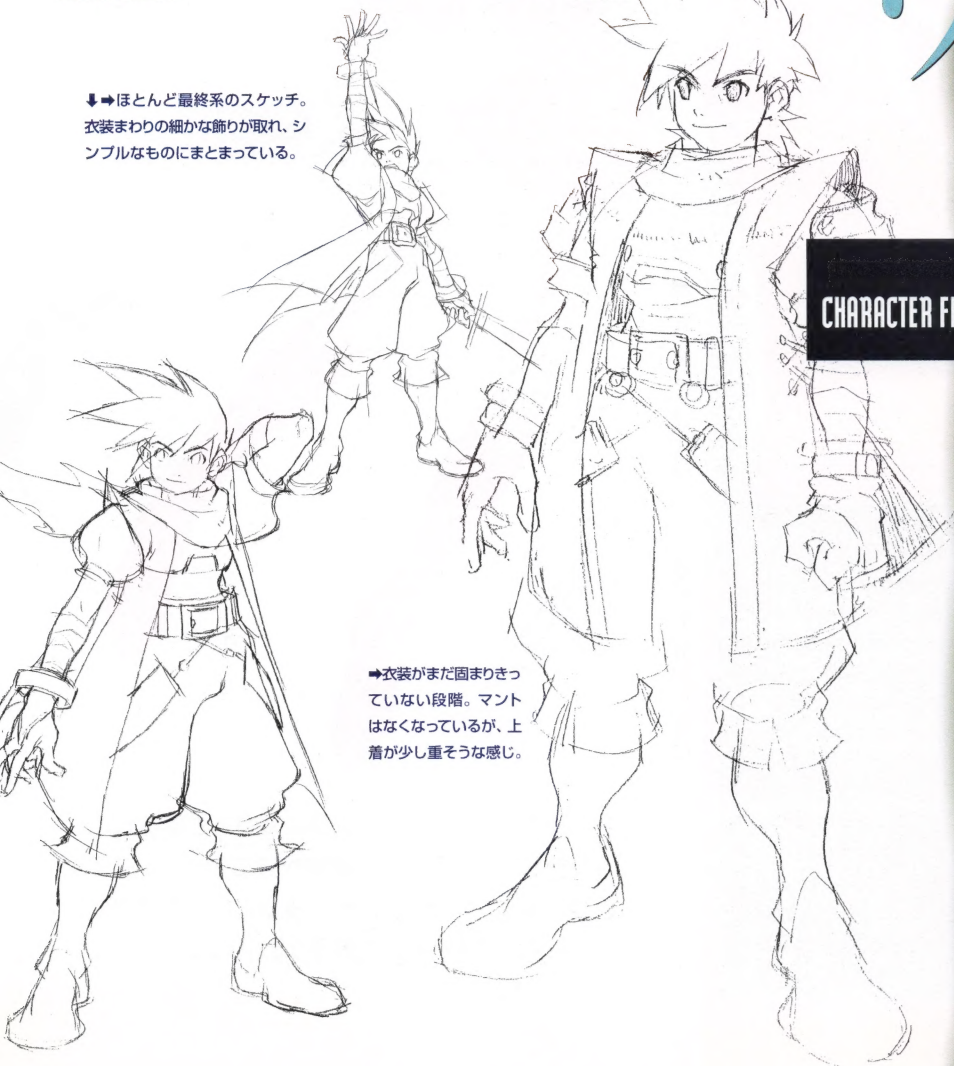 ⬇➡ほとんど最終系のスケッチ。
衣装まわりの細かな飾りが取れ、シ
ンプルなものにまとまっている。
CHARACTER
➡衣装がまだ固まりきっ
ていない段階。マント
はなくなっているが、上
着が少し重そうな感じ。